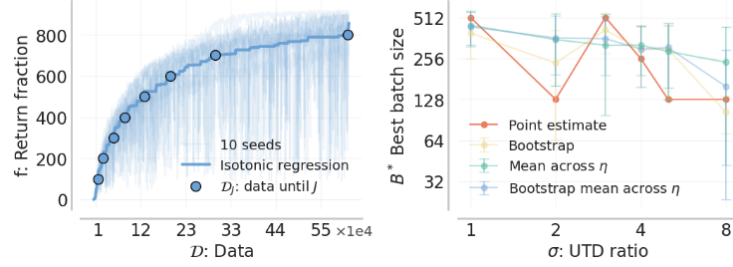 f: Return fraction
800
600
400
200
0
10 seeds
Isotonic regression
𝒟_J: data until J
1 12 23 33 44 55 ×1e4
𝒟: Data
B* Best batch size
512
256
128
64
32
Point estimate
Bootstrap
Mean across η
Bootstrap mean across η
1 2 4 8
σ: UTD ratio